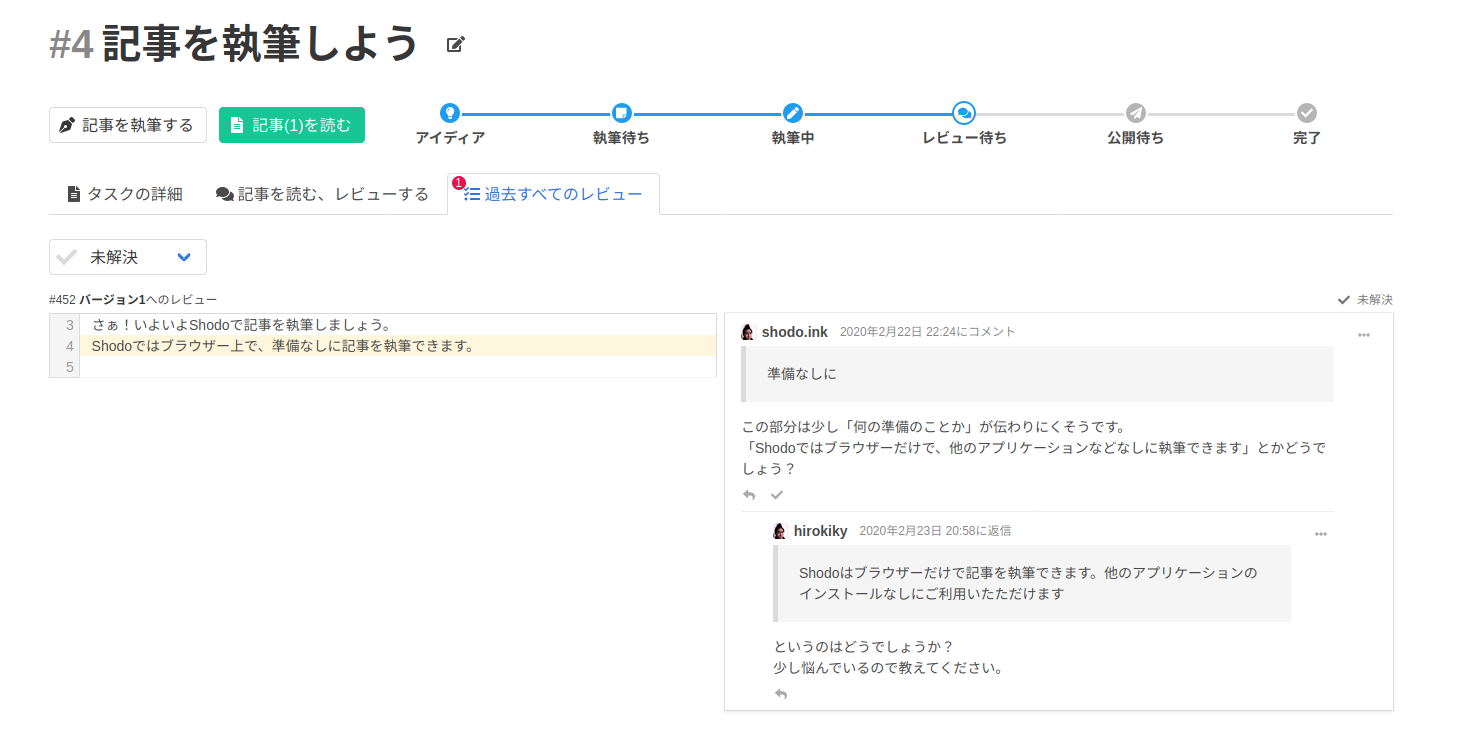 #4 記事を執筆しよう
記事を執筆する
記事(1)を読む
アイディア
執筆待ち
執筆中
レビュー待ち
公開待ち
完了
タスクの詳細
記事を読む、レビューする
1
過去すべてのレビュー
未解決
#452 バージョン1へのレビュー
未解決
3 さぁ！いよいよShodoで記事を執筆しましょう。
4 Shodoではブラウザー上で、準備なしに記事を執筆できます。
5
shodo.ink 2020年2月22日 22:24にコメント
準備なしに
この部分は少し「何の準備のことか」が伝わりにくそうです。
「Shodoではブラウザーだけで、他のアプリケーションなどなしに執筆できます」とかどうで
しょう？
hirokiky 2020年2月23日 20:58に返信
Shodoはブラウザーだけで記事を執筆できます。他のアプリケーションの
インストールなしにご利用いたただけます
というのはどうでしょうか？
少し悩んでいるので教えてください。